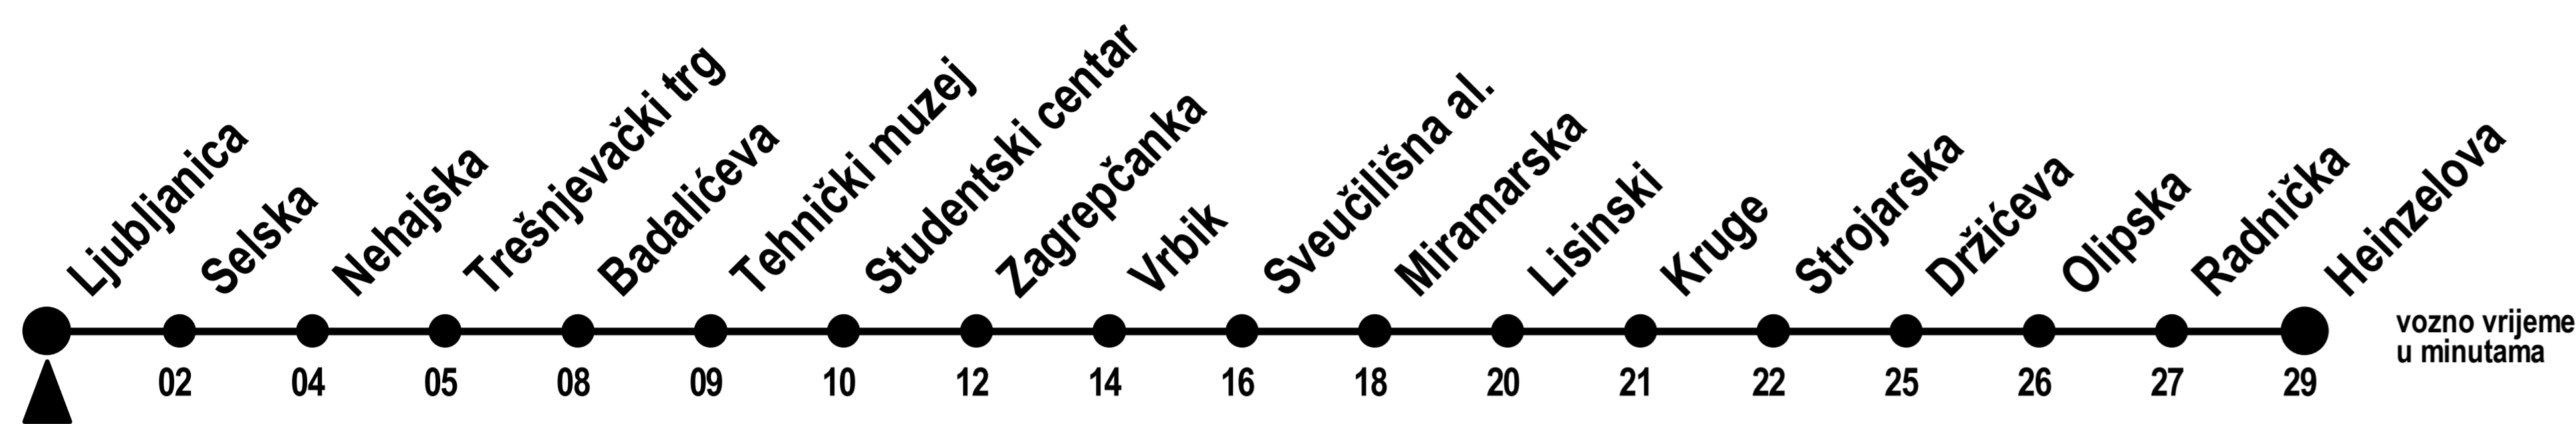 Ljubljanica
Selska
Nehajska
Trešnjevački trg
Badalićeva
Tehnički muzej
Studentski centar
Zagrepčanka
Vrbik
Sveučilišna al.
Miramarska
Lisinski
Kruge
Strojarska
Držićeva
Olipska
Radnička
Heinzelova
02 04 05 08 09 10 12 14 16 18 20 21 22 25 26 27 29
vozno vrijeme
u minutama